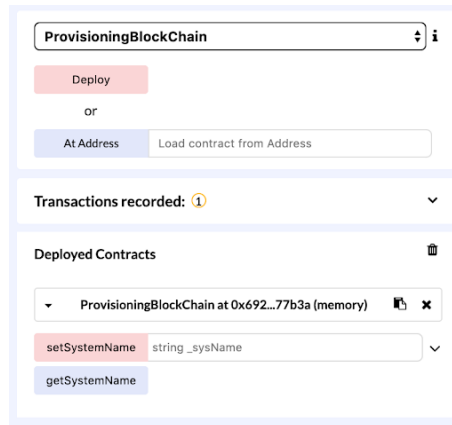 ProvisioningBlockChain
Deploy
or
At Address Load contract from Address
Transactions recorded: 1
Deployed Contracts
ProvisioningBlockChain at 0x692...77b3a (memory)
setSystemName string _sysName
getSystemName